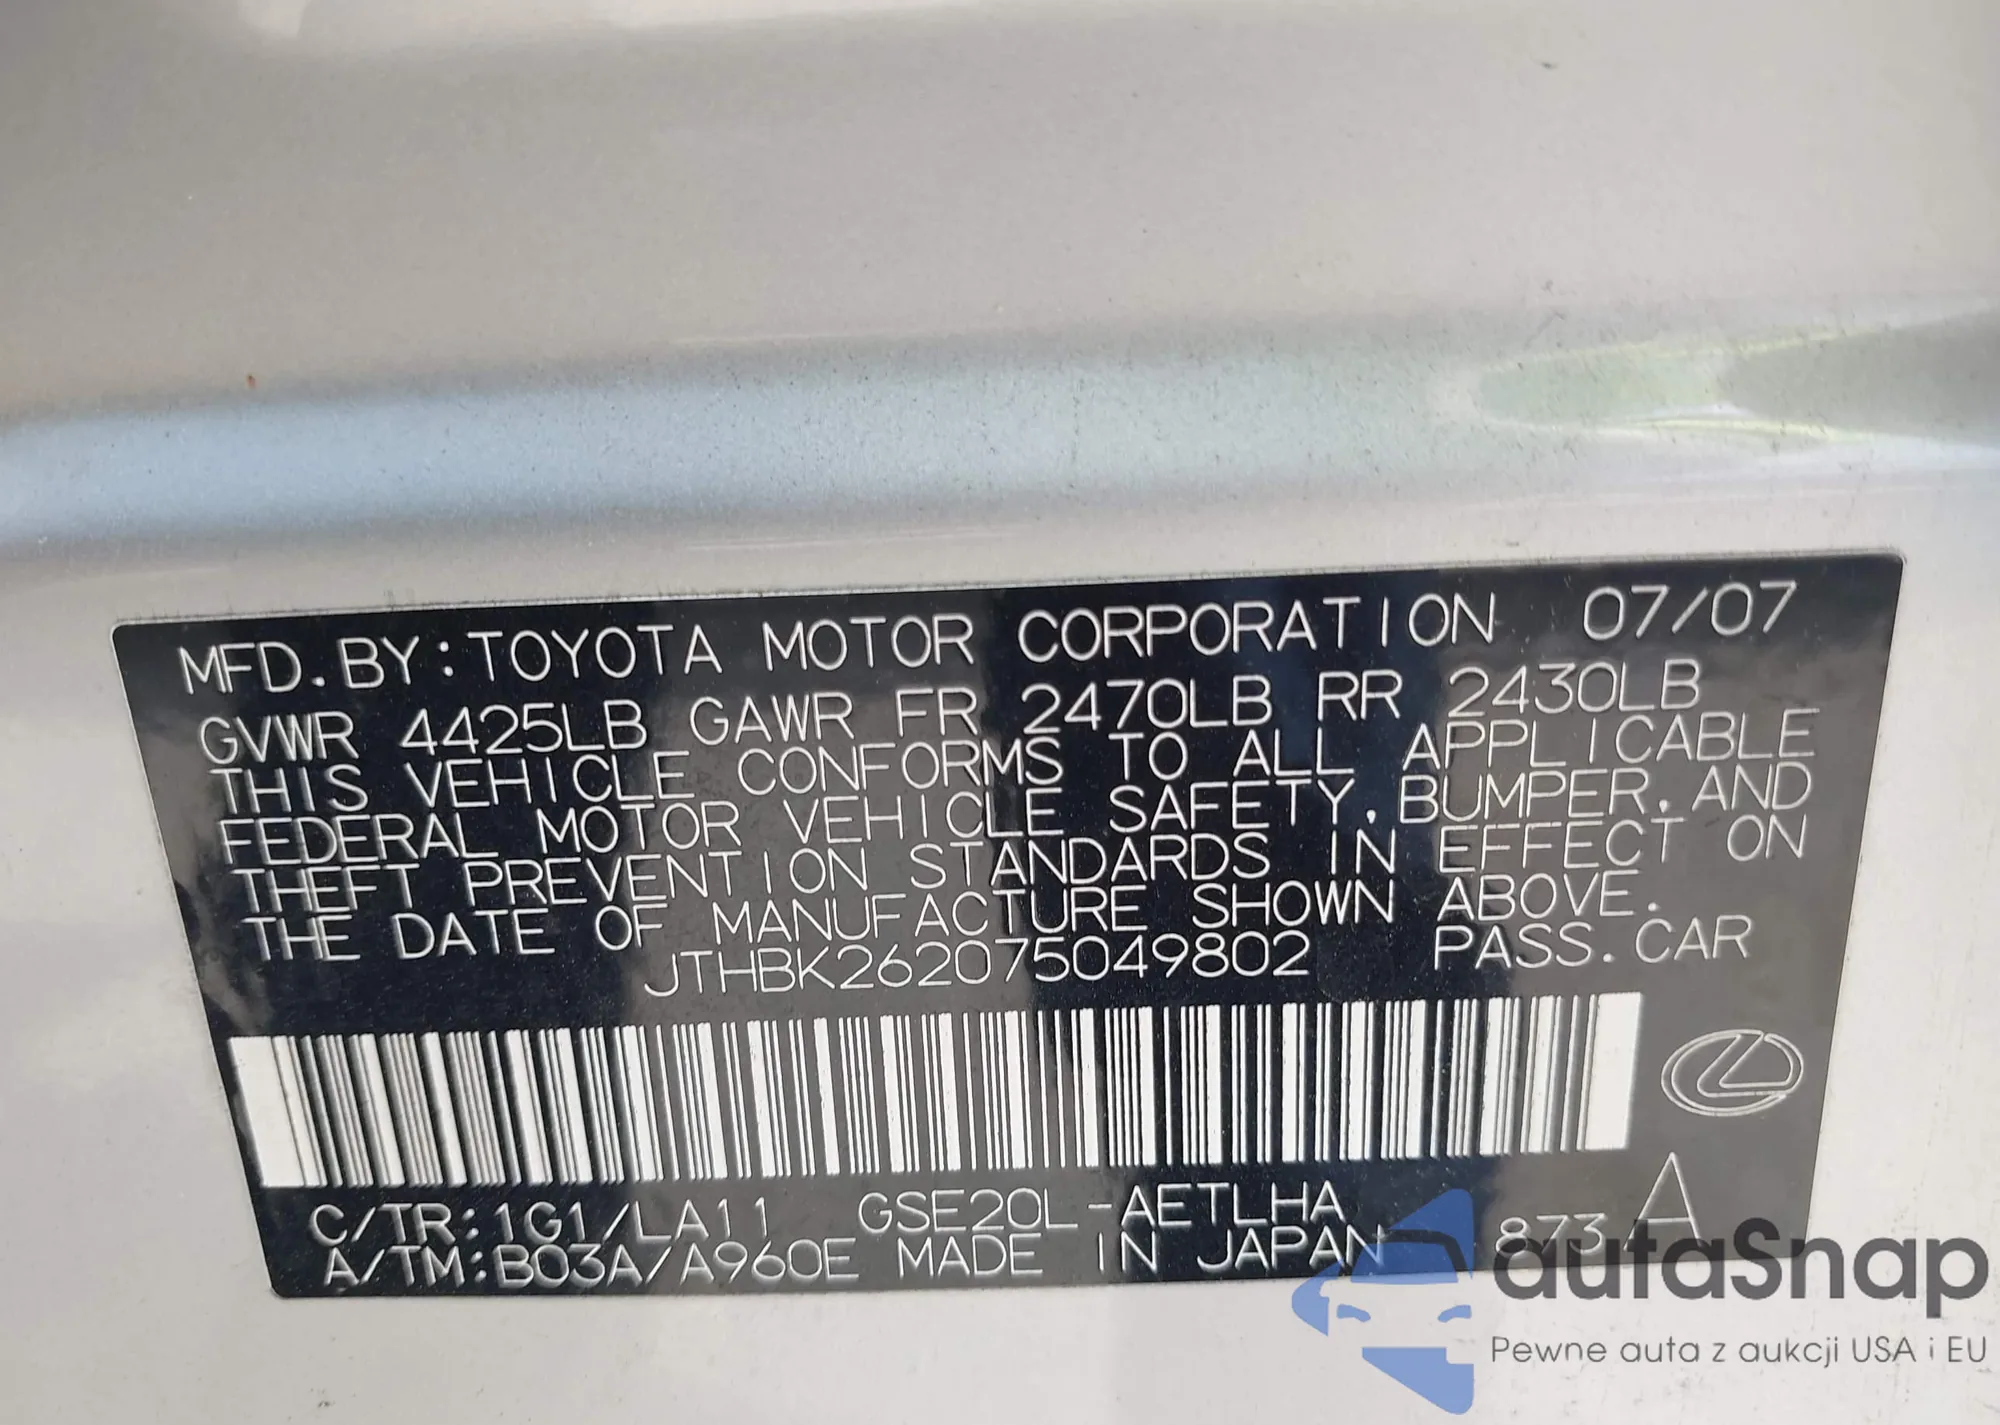 MFD. BY: TOYOTA MOTOR CORPORATION 07/07
GVWR 4425LB GAWR FR 2470LB RR 2430LB
THIS VEHICLE CONFORMS TO ALL APPLICABLE
FEDERAL MOTOR VEHICLE SAFETY, BUMPER, AND
THEFT PREVENTION STANDARDS IN EFFECT ON
THE DATE OF MANUFACTURE SHOWN ABOVE.
JTHBK262075049802 PASS. CAR
C/TR: 1G1/LA11 GSE20L-AETLHA
A/TM: B03A/A960E MADE IN JAPAN 873 A
autaSnap
Pewne auta z aukcji USA i EU